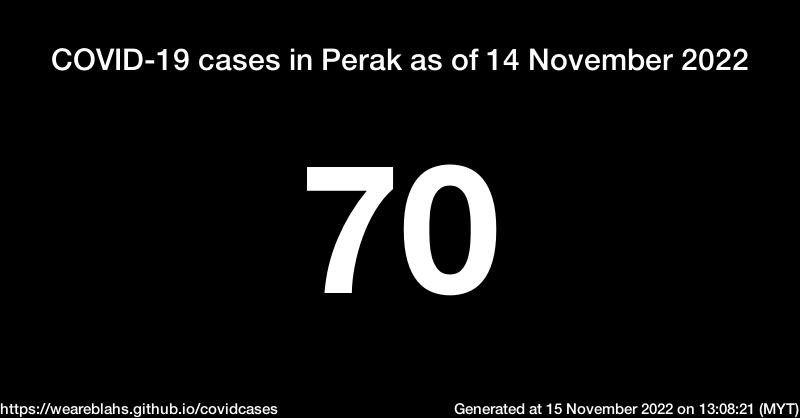 COVID-19 cases in Perak as of 14 November 2022
70
https://weareblahs.github.io/covidcases
Generated at 15 November 2022 on 13:08:21 (MYT)